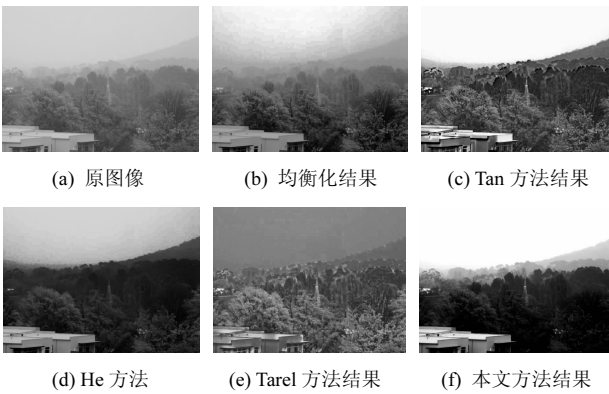 (a) 原图像
(b) 均衡化结果
(c) Tan 方法结果
(d) He 方法
(e) Tarel 方法结果
(f) 本文方法结果